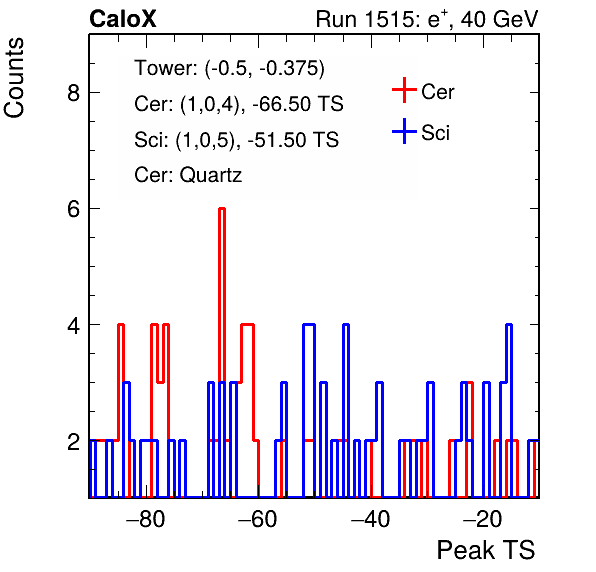 CaloX Run 1515: e+, 40 GeV
Counts
Tower: (-0.5, -0.375)
Cer: (1,0,4), -66.50 TS
Sci: (1,0,5), -51.50 TS
Cer: Quartz
Cer
Sci
8
6
4
2
−80 −60 −40 −20
Peak TS